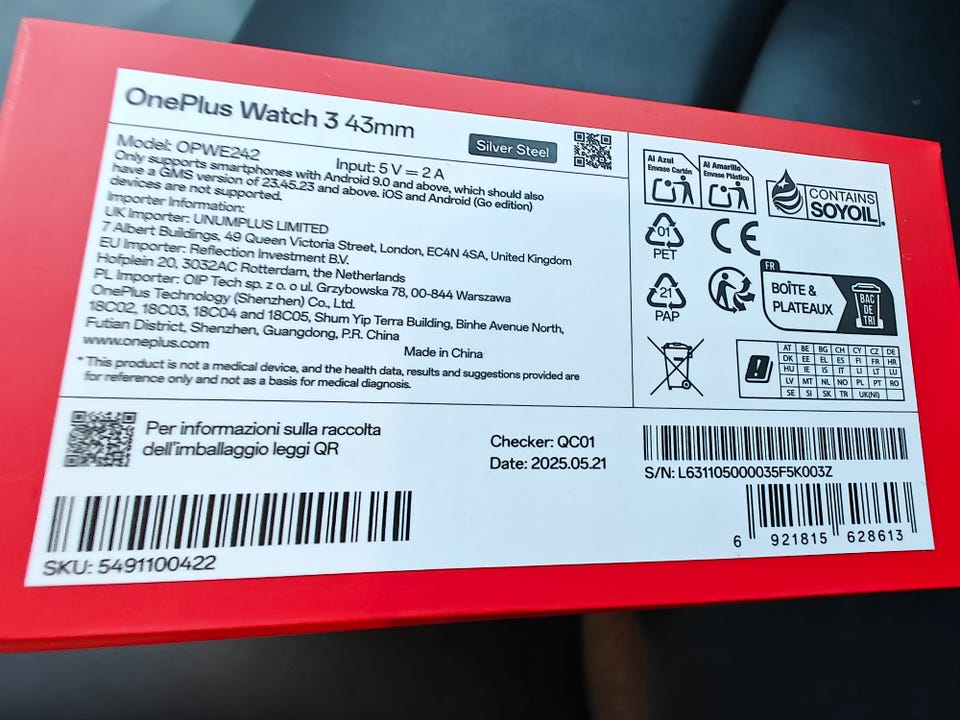 OnePlus Watch 3 43mm
Silver Steel
Model: OPWE242
Input: 5 V ⎓ 2 A
Only supports smartphones with Android 9.0 and above, which should also
have a GMS version of 23.45.23 and above. iOS and Android (Go edition)
devices are not supported.
Importer Information:
UK Importer: UNUMPLUS LIMITED
7 Albert Buildings, 49 Queen Victoria Street, London, EC4N 4SA, United Kingdom
EU Importer: Reflection Investment B.V.
Hofplein 20, 3032AC Rotterdam, the Netherlands
PL Importer: OIP Tech sp. z o. o ul. Grzybowska 78, 00-844 Warszawa
OnePlus Technology (Shenzhen) Co., Ltd.
18C02, 18C03, 18C04 and 18C05, Shum Yip Terra Building, Binhe Avenue North,
Futian District, Shenzhen, Guangdong, P.R. China
www.oneplus.com
Made in China
* This product is not a medical device, and the health data, results and suggestions provided are
for reference only and not as a basis for medical diagnosis.
Al Azul
Envase Cartón
Al Amarillo
Envase Plástico
CONTAINS
SOYOIL
01
PET
CE
21
PAP
FR
BOÎTE &
PLATEAUX
BAC
DE
TRI
AT BE BG CH CY CZ DE
DK EE EL ES FI FR HR
HU IE IS IT LI LT LU
LV MT NL NO PL PT RO
SE SI SK TR UK(NI)
Per informazioni sulla raccolta
dell'imballaggio leggi QR
Checker: QC01
Date: 2025.05.21
S/N: L631105000035F5K003Z
SKU: 5491100422
6 921815 628613